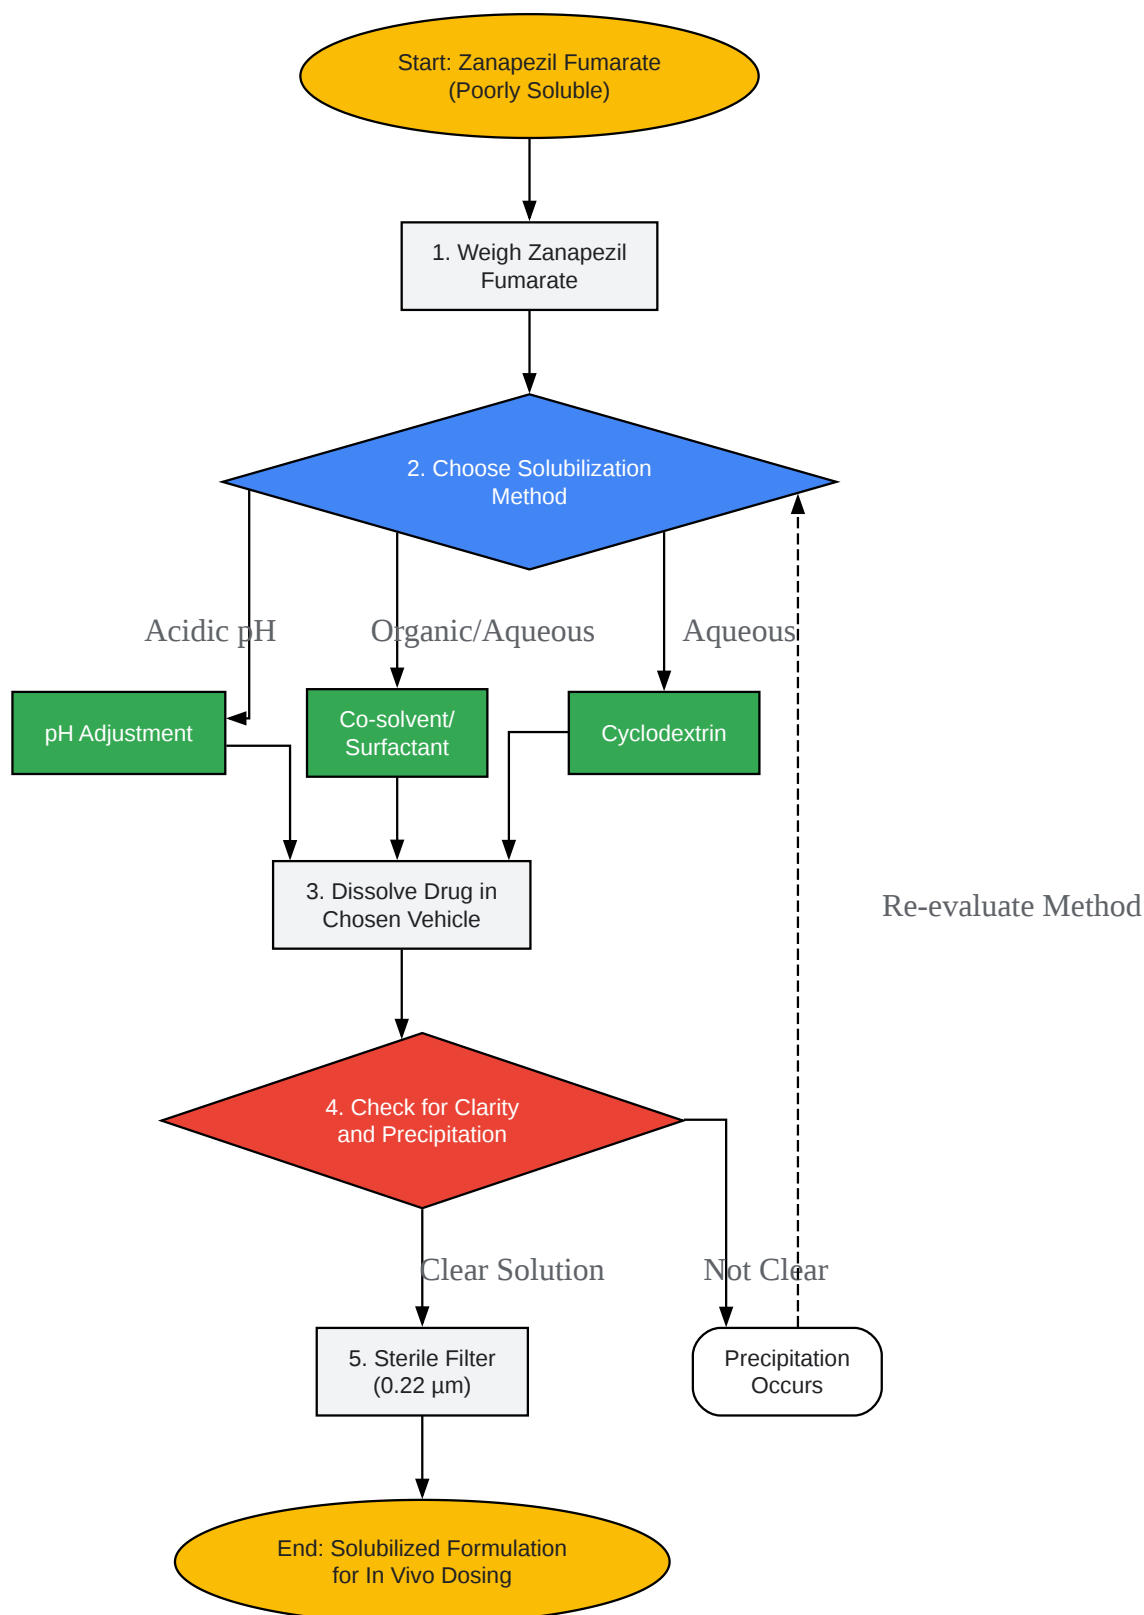 Start: Zanapezil Fumarate
(Poorly Soluble)
1. Weigh Zanapezil
Fumarate
2. Choose Solubilization
Method
Acidic pH
Organic/Aqueous
Aqueous
pH Adjustment
Co-solvent/
Surfactant
Cyclodextrin
3. Dissolve Drug in
Chosen Vehicle
Re-evaluate Method
4. Check for Clarity
and Precipitation
Clear Solution
Not Clear
5. Sterile Filter
(0.22 µm)
Precipitation
Occurs
End: Solubilized Formulation
for In Vivo Dosing